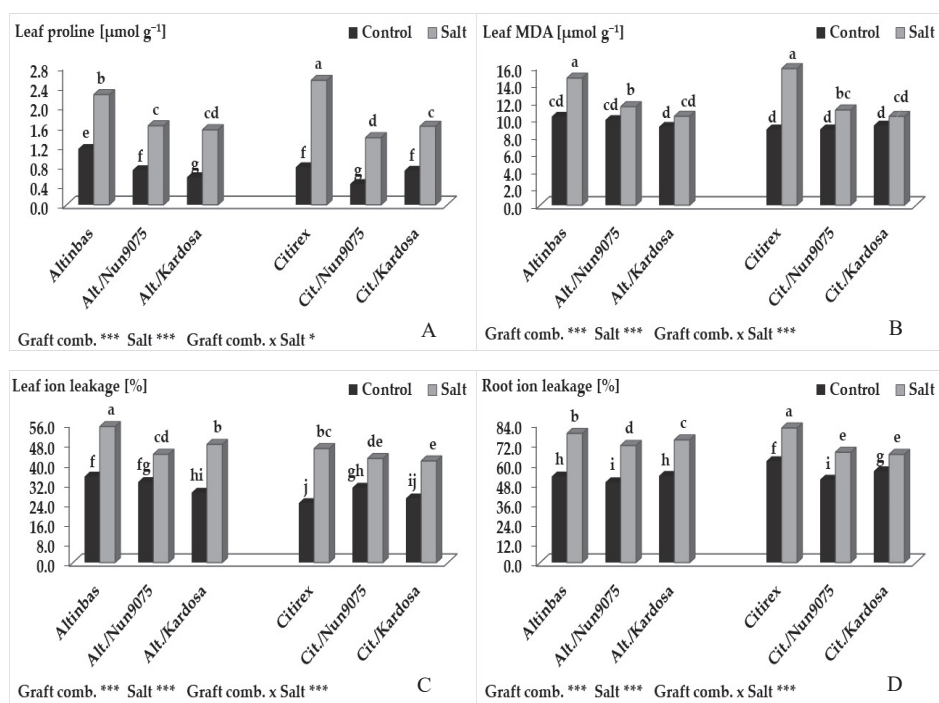 Leaf proline [μmol g⁻¹]
Control Salt
2.8
2.4
2.0
1.6
1.2
0.8
0.4
0.0
e b f c g cd f a g d f c
Altinbas
Alt./Nun9075
Alt./Kardosa
Citirex
Cit./Nun9075
Cit./Kardosa
Graft comb. *** Salt *** Graft comb. x Salt *
A
Leaf MDA [μmol g⁻¹]
Control Salt
16.0
14.0
12.0
10.0
8.0
6.0
4.0
2.0
0.0
cd a cd b d cd d a d bc d cd
Altinbas
Alt./Nun9075
Alt./Kardosa
Citirex
Cit./Nun9075
Cit./Kardosa
Graft comb. *** Salt *** Graft comb. x Salt ***
B
Leaf ion leakage [%]
Control Salt
56.0
48.0
40.0
32.0
24.0
16.0
8.0
0.0
f a fg cd hi b j bc gh de ij e
Altinbas
Alt./Nun9075
Alt./Kardosa
Citirex
Cit./Nun9075
Cit./Kardosa
Graft comb. *** Salt *** Graft comb. x Salt ***
C
Root ion leakage [%]
Control Salt
84.0
72.0
60.0
48.0
36.0
24.0
12.0
0.0
h b i d h c f a i e g e
Altinbas
Alt./Nun9075
Alt./Kardosa
Citirex
Cit./Nun9075
Cit./Kardosa
Graft comb. *** Salt *** Graft comb. x Salt ***
D